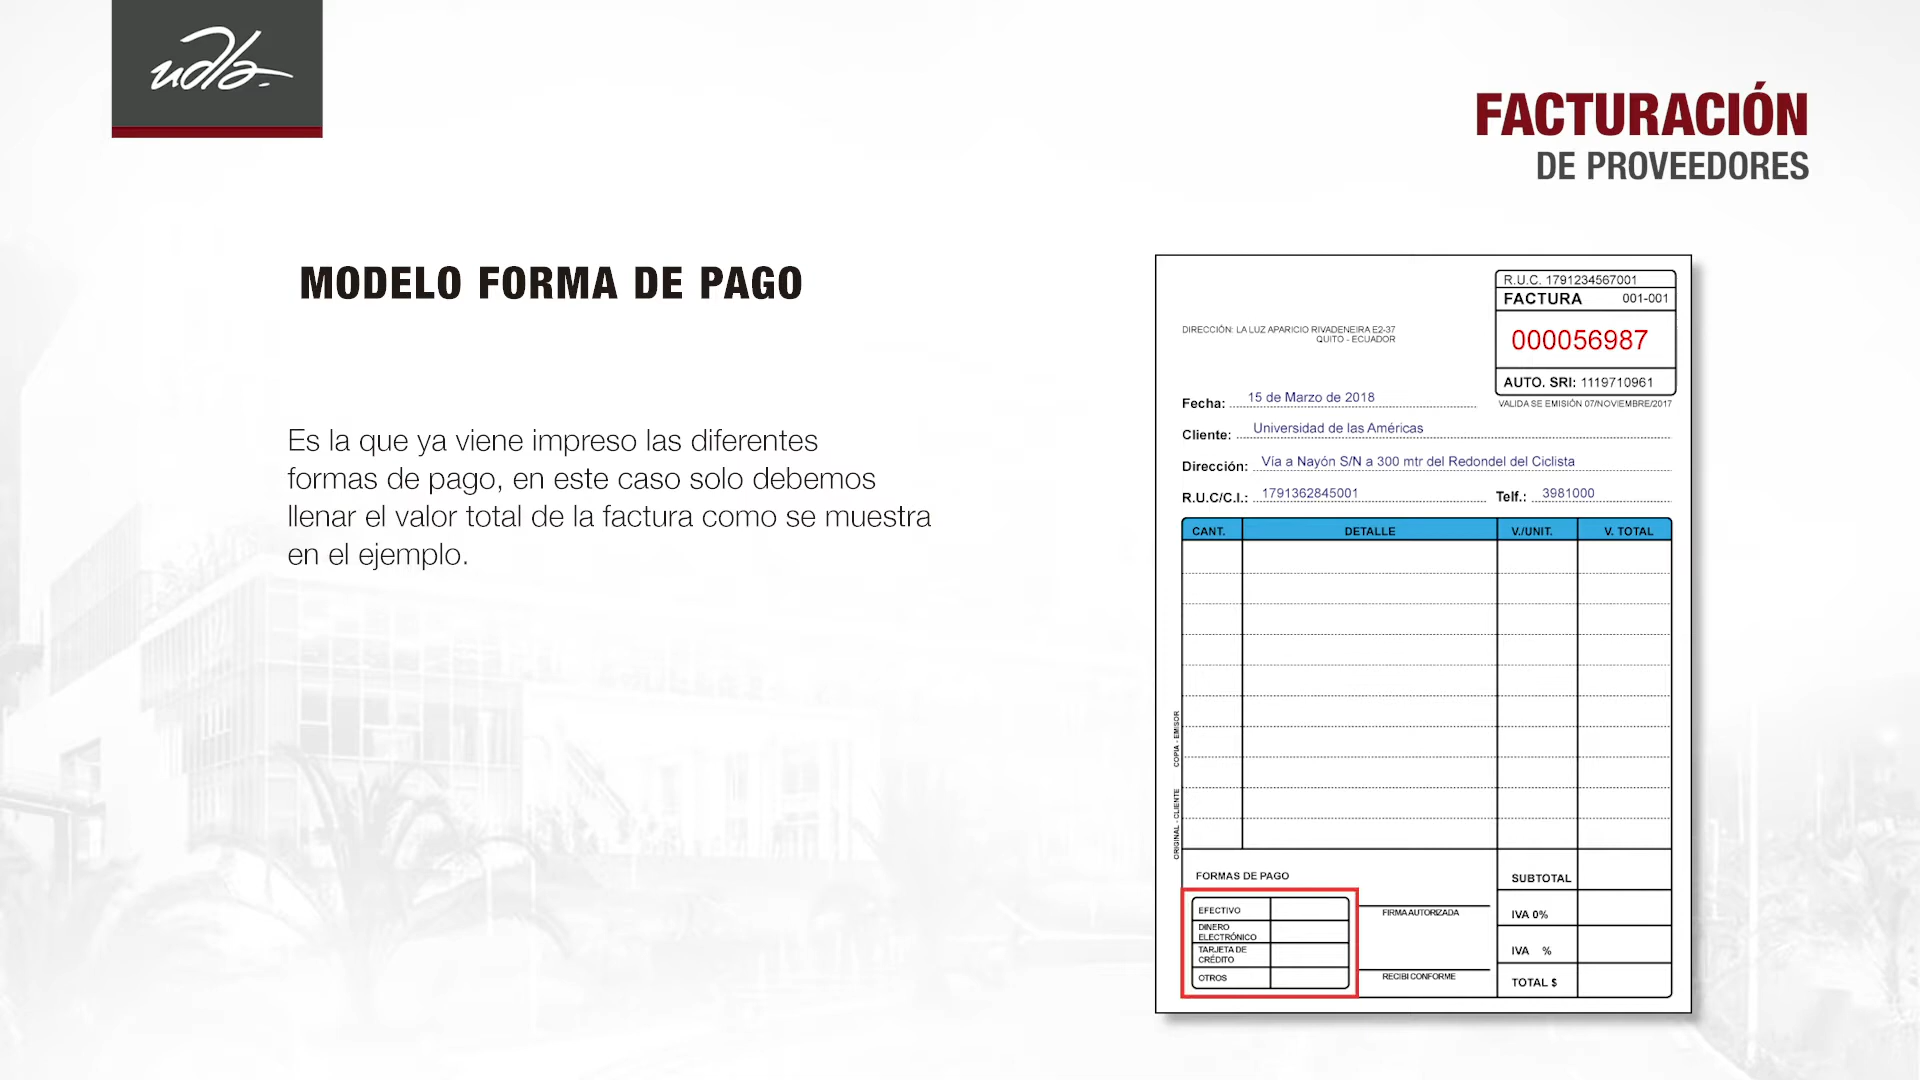 udla.
FACTURACIÓN
DE PROVEEDORES
MODELO FORMA DE PAGO
Es la que ya viene impreso las diferentes
formas de pago, en este caso solo debemos
llenar el valor total de la factura como se muestra
en el ejemplo.
R.U.C. 1791234567001
FACTURA 001-001
000056987
AUTO. SRI: 1119710961
VALIDA SE EMISIÓN 07/NOVIEMBRE/2017
DIRECCIÓN: LA LUZ APARICIO RIVADENEIRA E2-37
QUITO - ECUADOR
Fecha: 15 de Marzo de 2018
Cliente: Universidad de las Américas
Dirección: Vía a Nayón S/N a 300 mtr del Redondel del Ciclista
R.U.C/C.I.: 1791362845001 Telf.: 3981000
CANT. DETALLE V./UNIT. V. TOTAL
ORIGINAL - CLIENTE COPIA - EMISOR
FORMAS DE PAGO
EFECTIVO
DINERO
ELECTRÓNICO
TARJETA DE
CRÉDITO
OTROS
FIRMA AUTORIZADA
RECIBI CONFORME
SUBTOTAL
IVA 0%
IVA %
TOTAL $